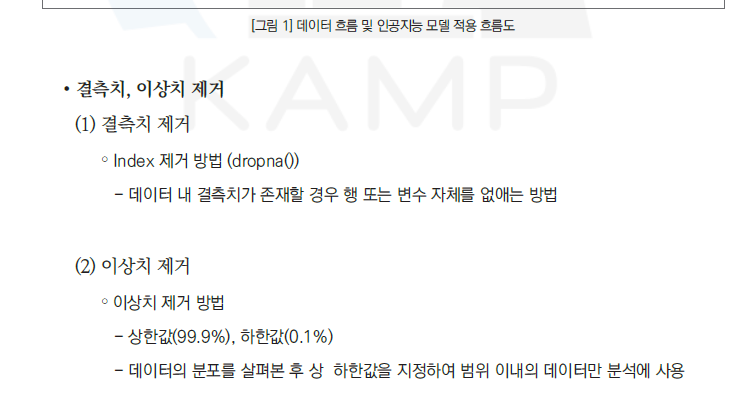 [그림 1] 데이터 흐름 및 인공지능 모델 적용 흐름도
KAMP
• 결측치, 이상치 제거
(1) 결측치 제거
◦ Index 제거 방법 (dropna())
– 데이터 내 결측치가 존재할 경우 행 또는 변수 자체를 없애는 방법
(2) 이상치 제거
◦ 이상치 제거 방법
– 상한값(99.9%), 하한값(0.1%)
– 데이터의 분포를 살펴본 후 상 하한값을 지정하여 범위 이내의 데이터만 분석에 사용